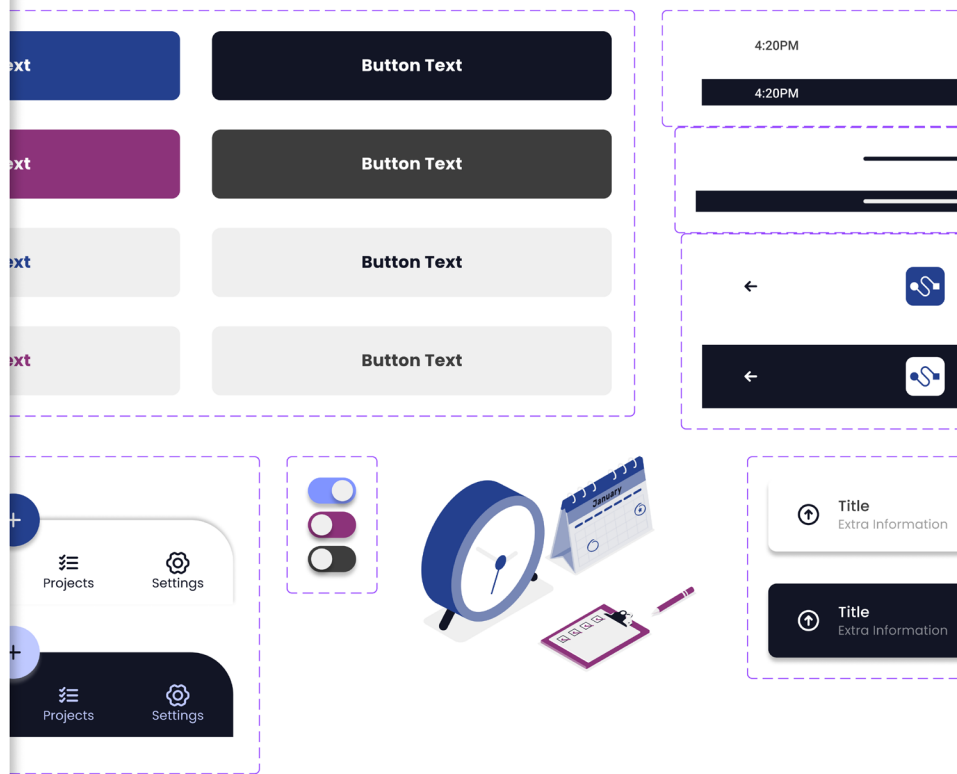 ext
Button Text
4:20PM
4:20PM
ext
Button Text
ext
Button Text
ext
Button Text
January
Title
Extra Information
Projects
Settings
Title
Extra Information
Projects
Settings